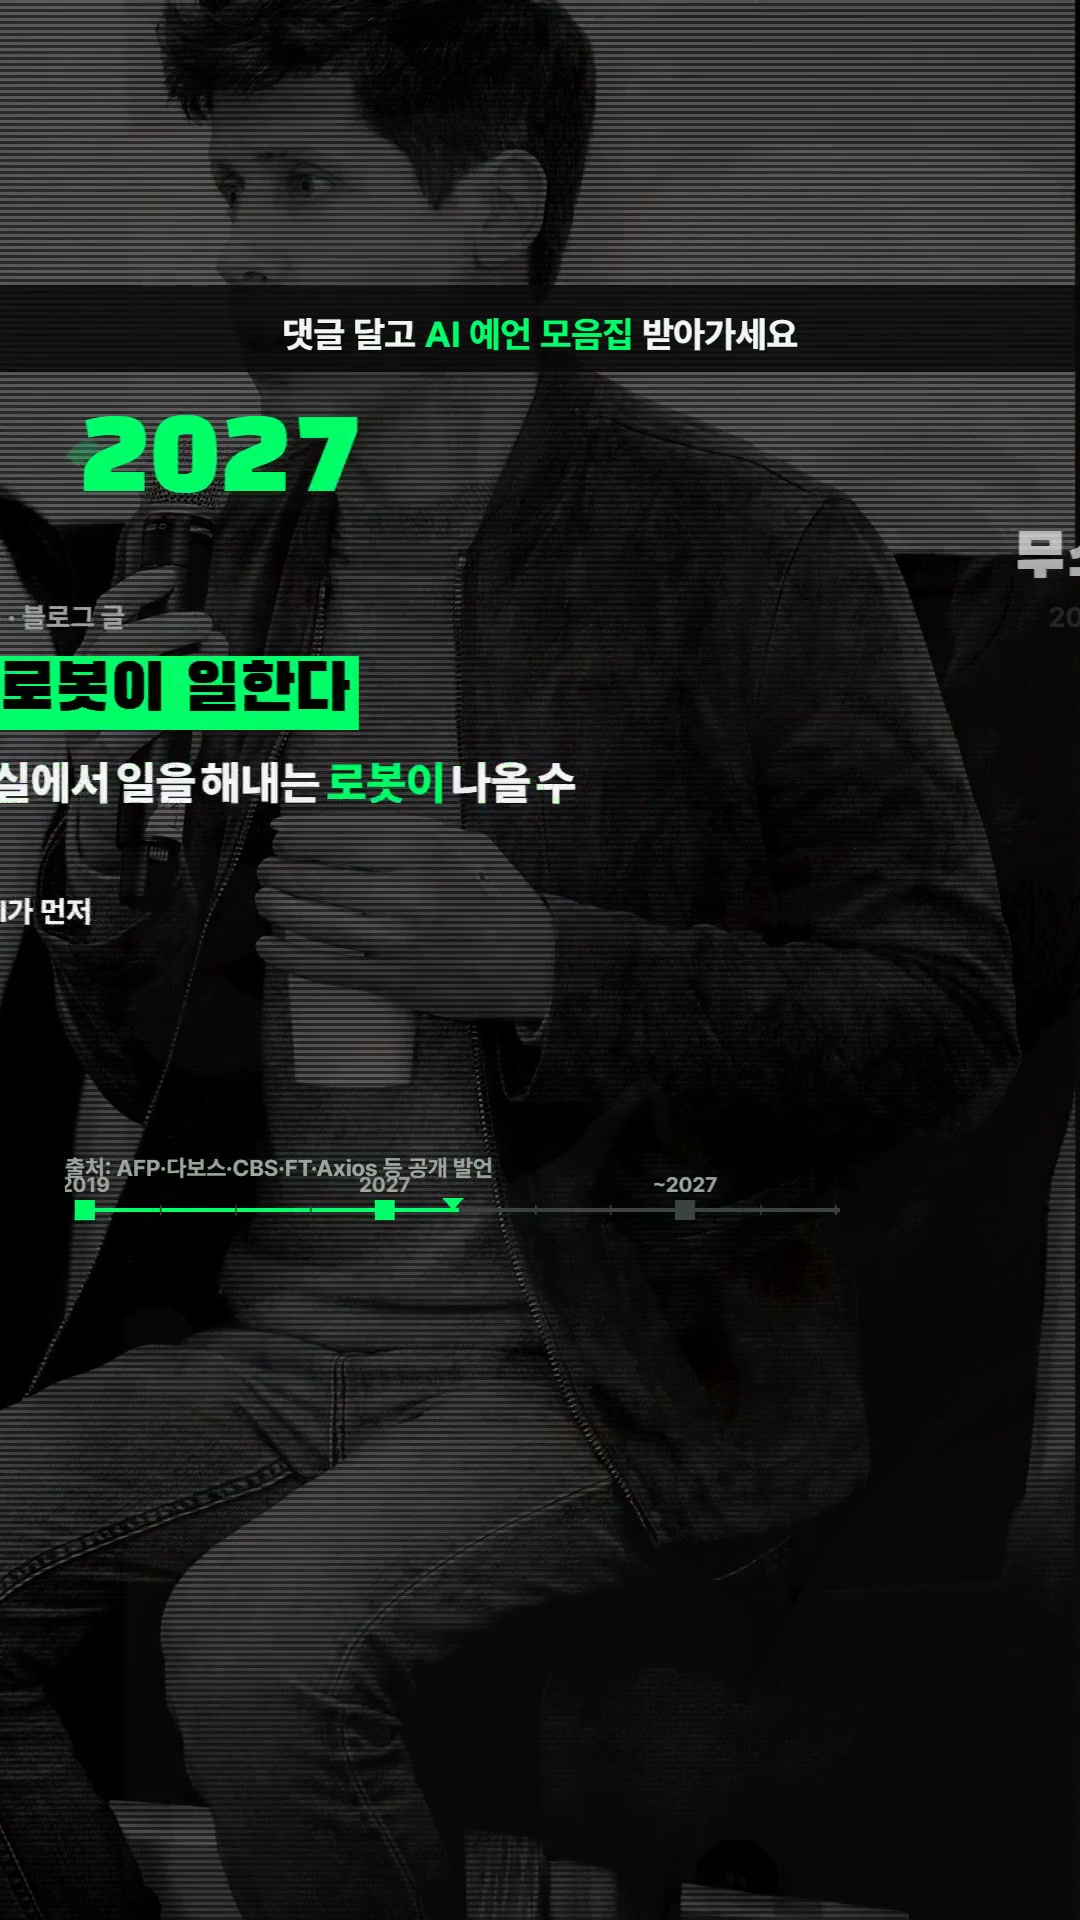 댓글 달고 AI 예언 모음집 받아가세요
2027
무
· 블로그 글
20
로봇이 일한다
실에서 일을 해내는 로봇이 나올 수
가 먼저
출처: AFP·다보스·CBS·FT·Axios 등 공개 발언
2019 2027 ~2027